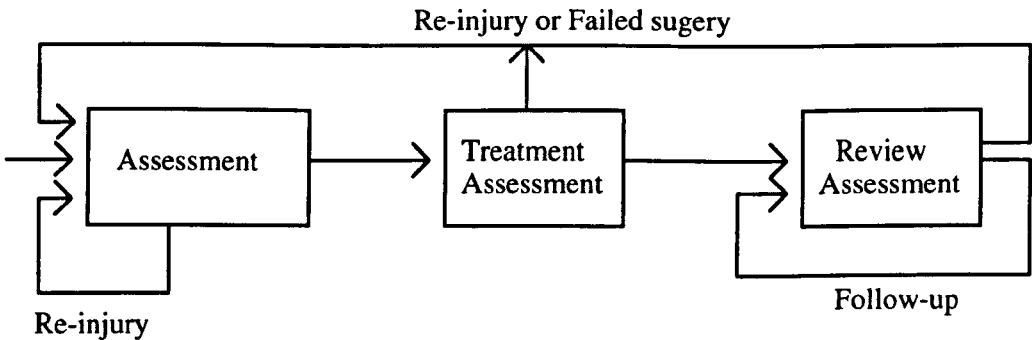 Re-injury or Failed sugery
Assessment
Treatment
Assessment
Review
Assessment
Re-injury
Follow-up